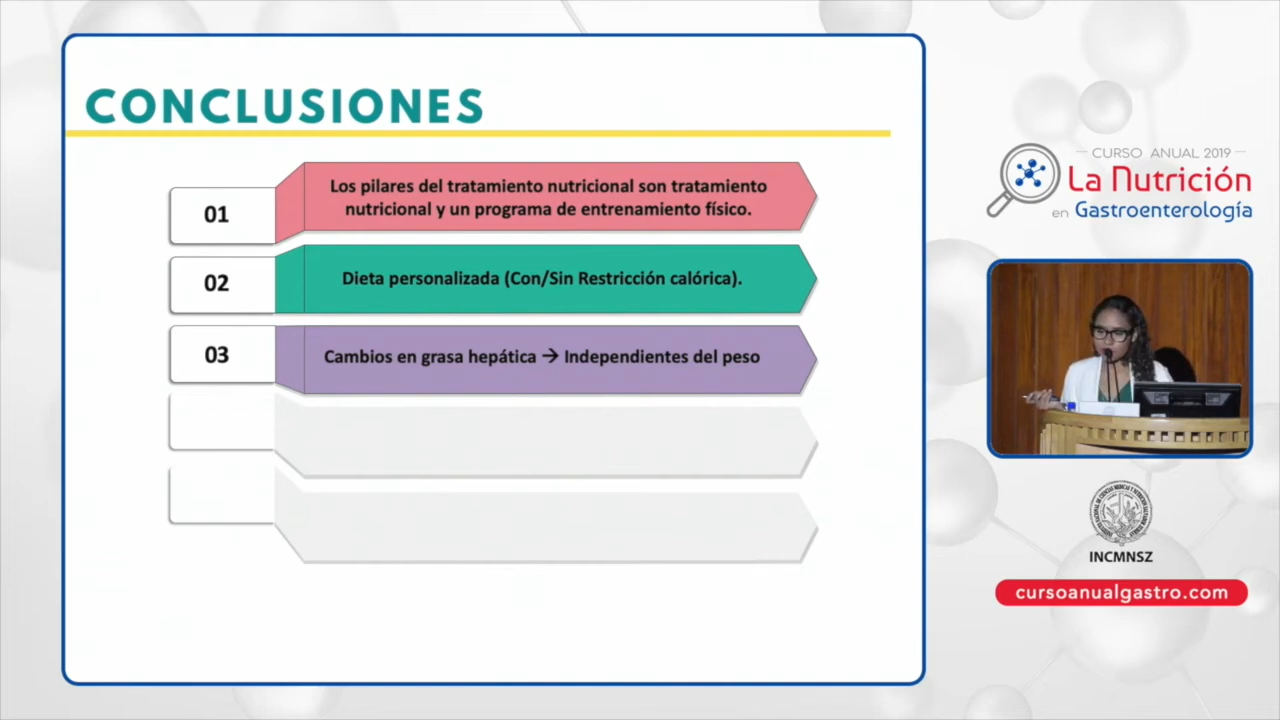 CONCLUSIONES
01
Los pilares del tratamiento nutricional son tratamiento
nutricional y un programa de entrenamiento físico.
02
Dieta personalizada (Con/Sin Restricción calórica).
03
Cambios en grasa hepática → Independientes del peso
CURSO ANUAL 2019
La Nutrición
en Gastroenterología
INCMNSZ
cursoanualgastro.com